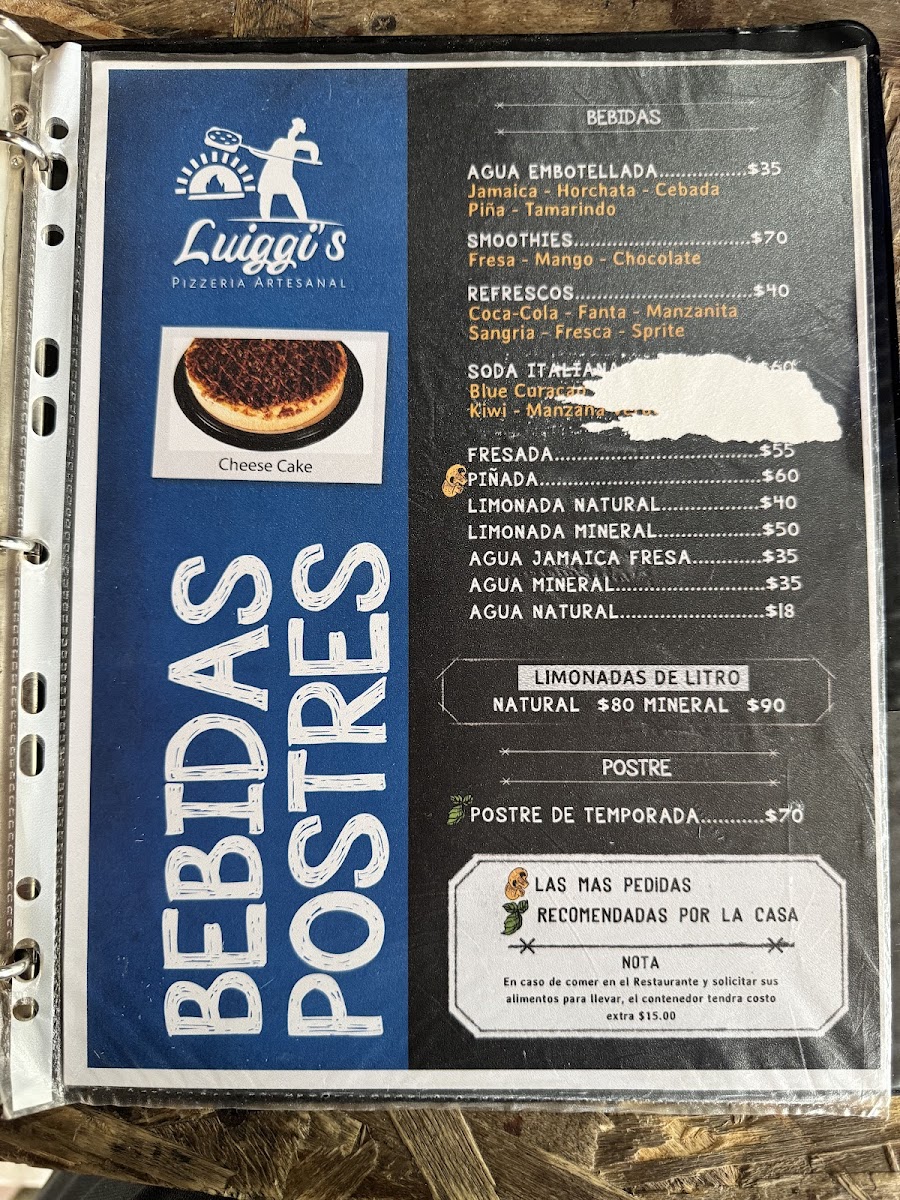 Luiggi's
PIZZERIA ARTESANAL
Cheese Cake
BEBIDAS
POSTRES
BEBIDAS
AGUA EMBOTELLADA................$35
Jamaica - Horchata - Cebada
Piña - Tamarindo
SMOOTHIES................................$70
Fresa - Mango - Chocolate
REFRESCOS................................$40
Coca-Cola - Fanta - Manzanita
Sangria - Fresca - Sprite
SODA ITALIANA $60
Blue Curacao
Kiwi - Manzana
FRESADA.....................................$55
PIÑADA........................................$60
LIMONADA NATURAL..................$40
LIMONADA MINERAL...................$50
AGUA JAMAICA FRESA.............$35
AGUA MINERAL...........................$35
AGUA NATURAL..........................$18
LIMONADAS DE LITRO
NATURAL $80 MINERAL $90
POSTRE
POSTRE DE TEMPORADA...........$70
LAS MAS PEDIDAS
RECOMENDADAS POR LA CASA
NOTA
En caso de comer en el Restaurante y solicitar sus
alimentos para llevar, el contenedor tendra costo
extra $15.00